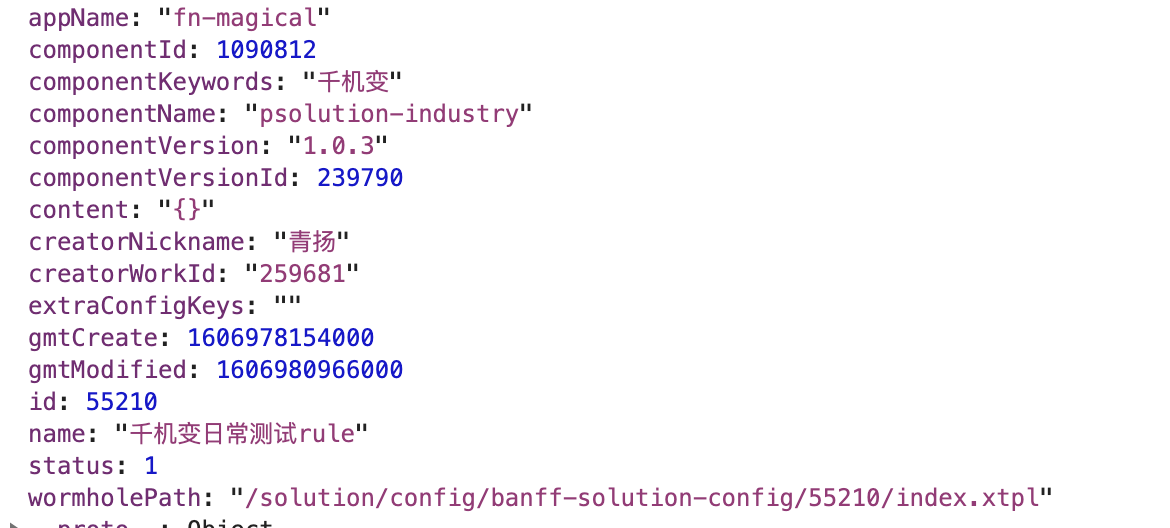 appName: "fn-magical"
componentId: 1090812
componentKeywords: "千机变"
componentName: "psolution-industry"
componentVersion: "1.0.3"
componentVersionId: 239790
content: "{}"
creatorNickname: "青扬"
creatorWorkId: "259681"
extraConfigKeys: ""
gmtCreate: 1606978154000
gmtModified: 1606980966000
id: 55210
name: "千机变日常测试rule"
status: 1
wormholePath: "/solution/config/banff-solution-config/55210/index.xtpl"
__proto__: Object